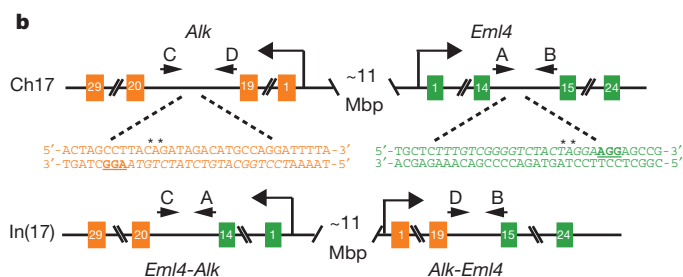 b
Alk
Eml4
C
D
A
B
Ch17
29
20
19
1
~11
Mbp
1
14
15
24
* *
* *
5′-ACTAGCCTTACAGATAGACATGCCAGGATTTTA-3′
5′-TGCTCTTTGTCGGGGTCTACTAGGAAGGAGCCG-3′
3′-TGATCGGAATGTCTATCTGTACGGTCCTAAAAT-5′
3′-ACGAGAAACAGCCCCAGATGATCCTTCCTCGGC-5′
C
A
D
B
In(17)
29
20
14
1
~11
Mbp
1
19
15
24
Eml4-Alk
Alk-Eml4